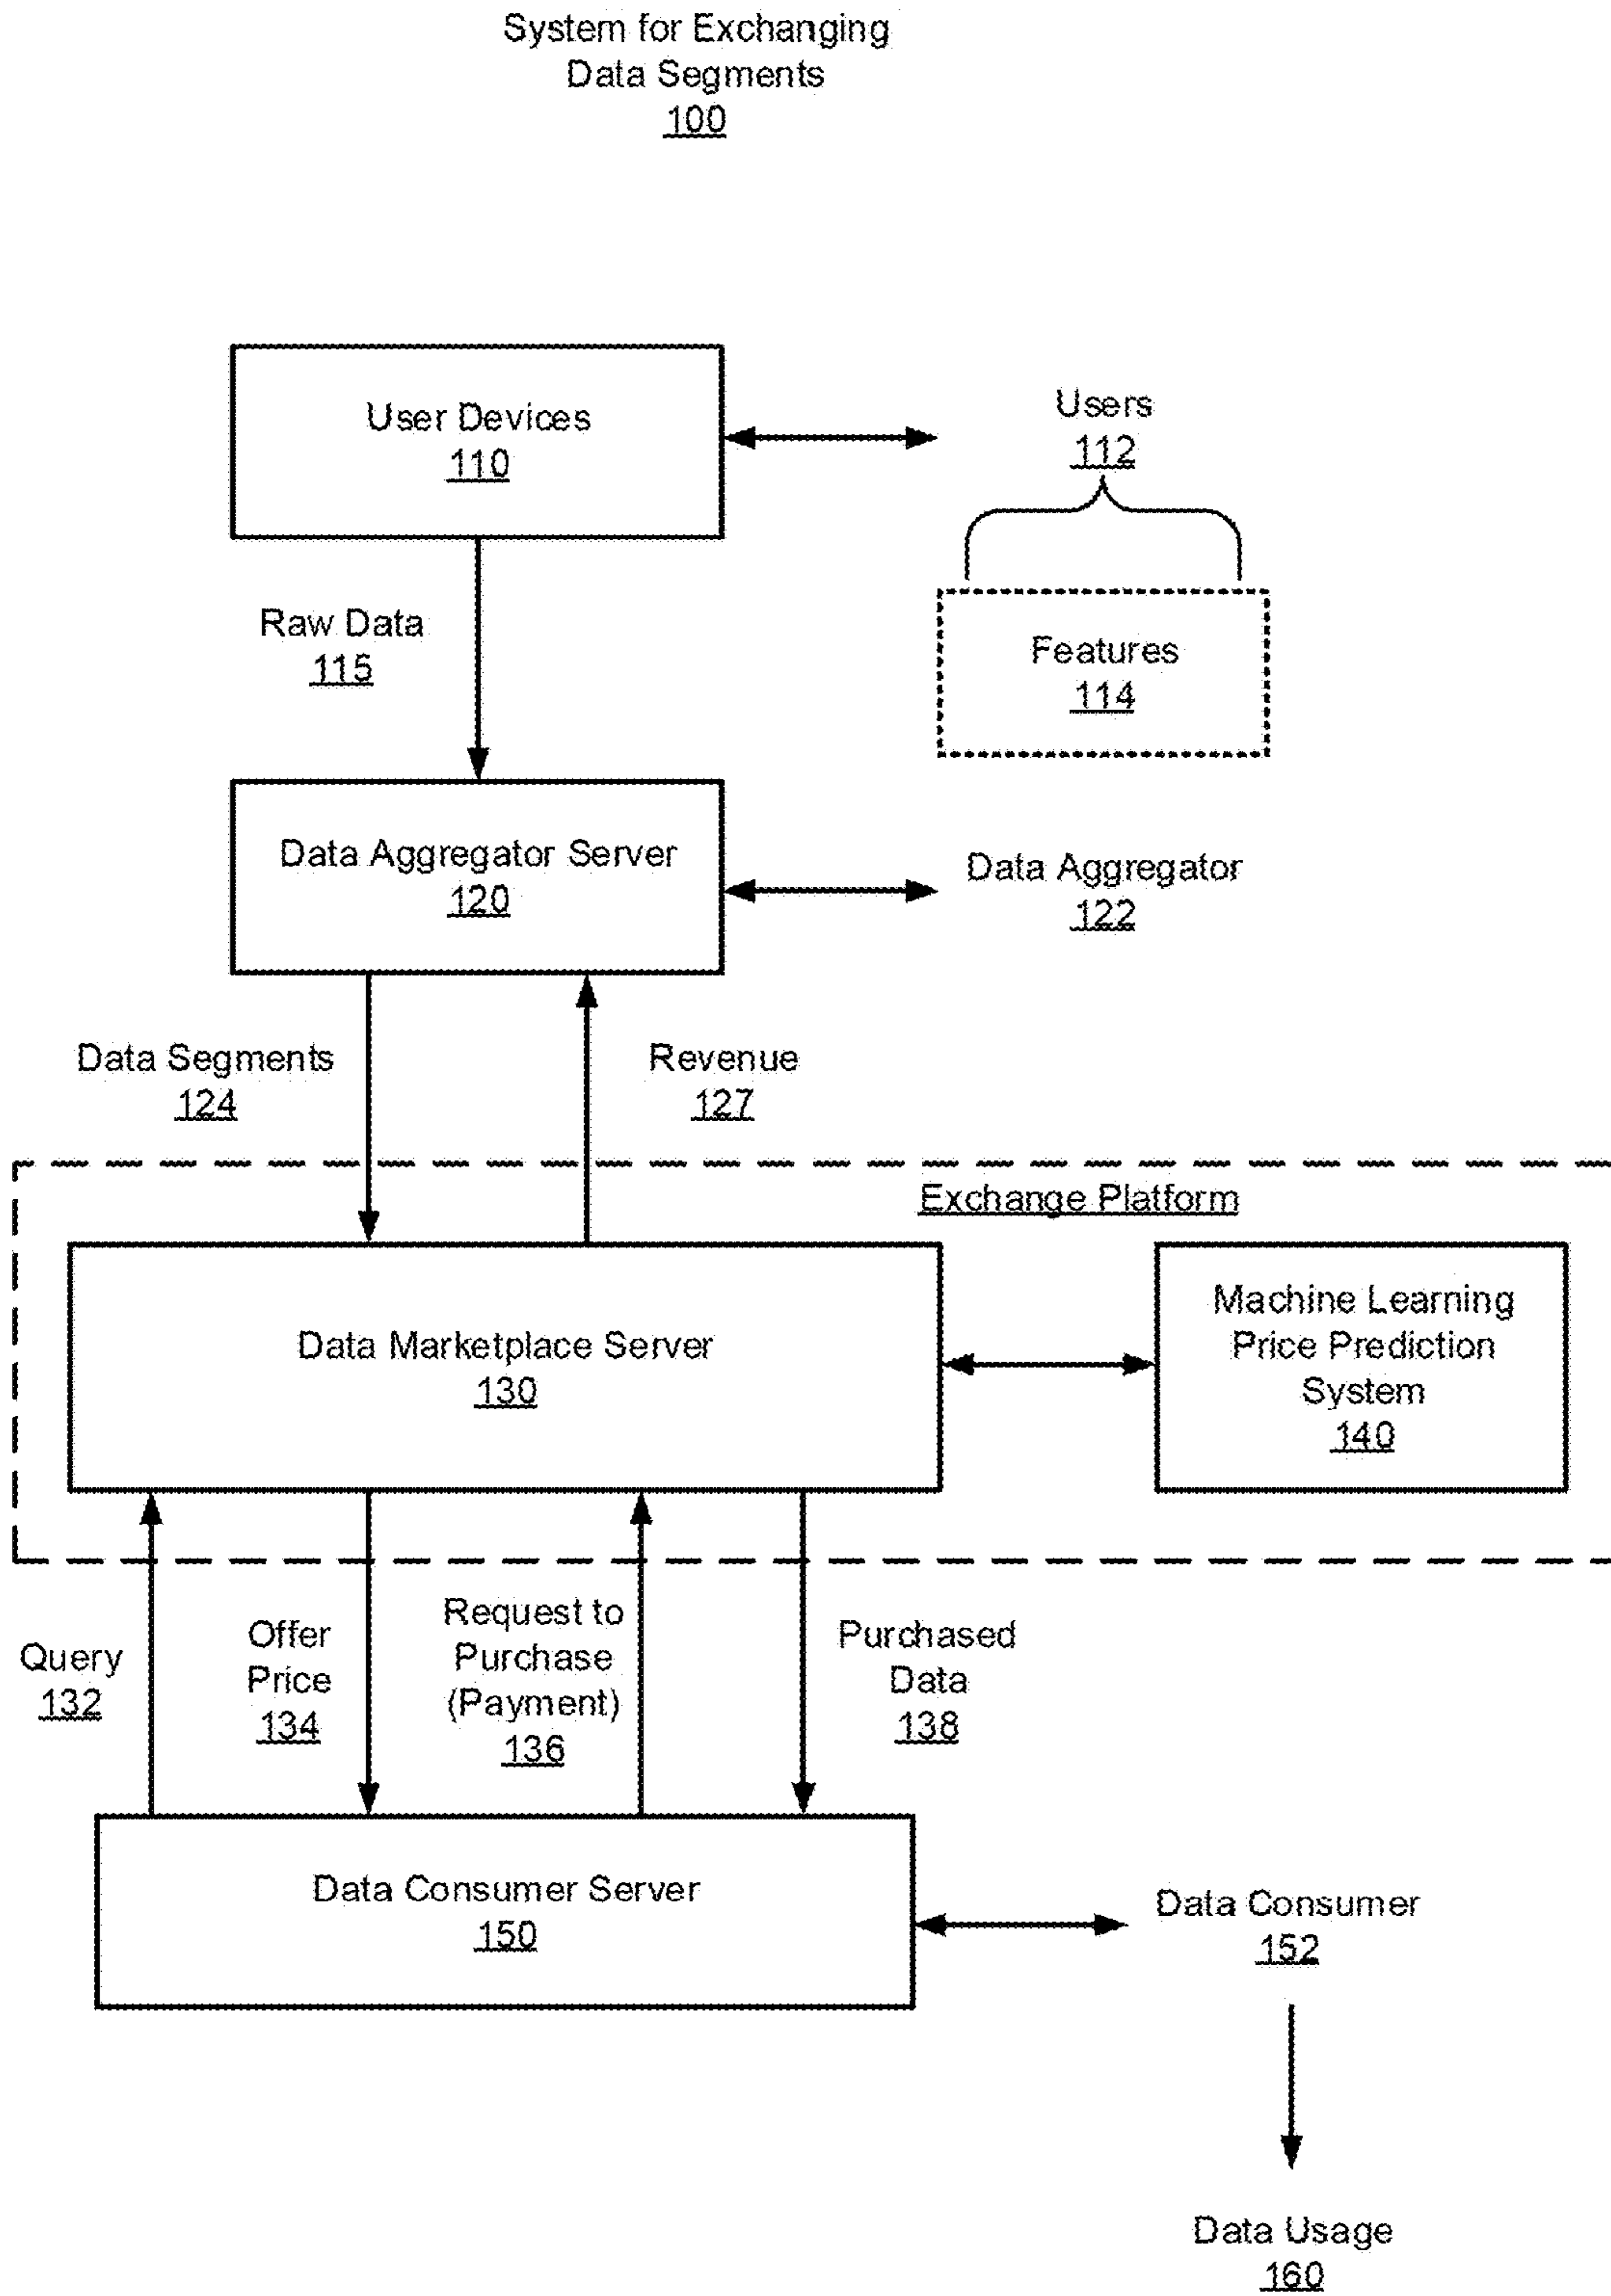 System for Exchanging
Data Segments
100
User Devices
110
Users
112
Raw Data
115
Features
114
Data Aggregator Server
120
Data Aggregator
122
Data Segments
124
Revenue
127
Exchange Platform
Data Marketplace Server
130
Machine Learning
Price Prediction
System
140
Query
132
Offer
Price
134
Request to
Purchase
(Payment)
136
Purchased
Data
138
Data Consumer Server
150
Data Consumer
152
Data Usage
160